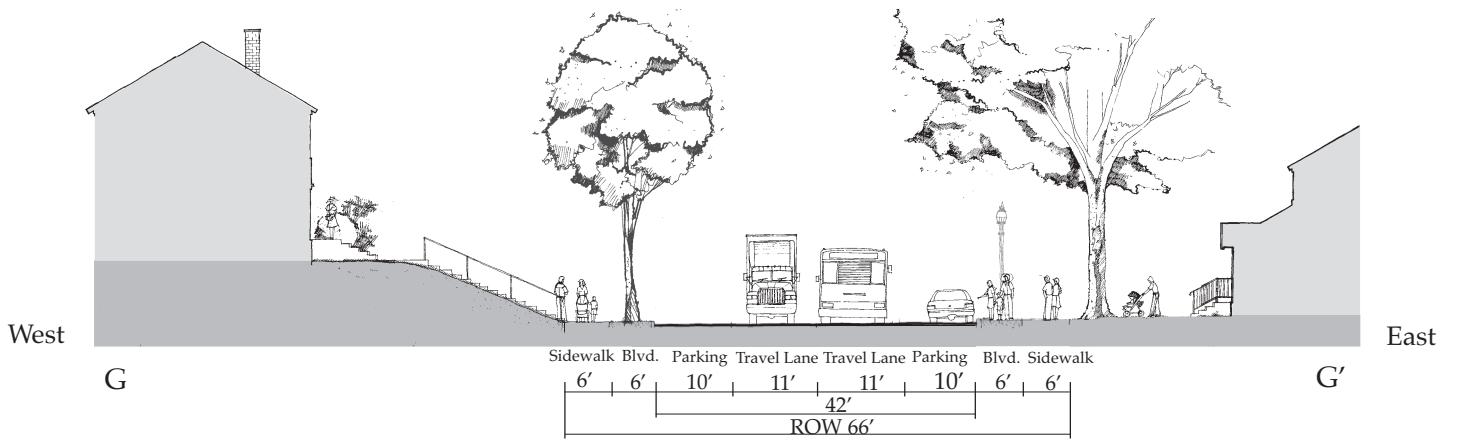 West
East
Sidewalk Blvd. Parking Travel Lane Travel Lane Parking Blvd. Sidewalk
G
G′
6′ 6′ 10′ 11′ 11′ 10′ 6′ 6′
42′
ROW 66′